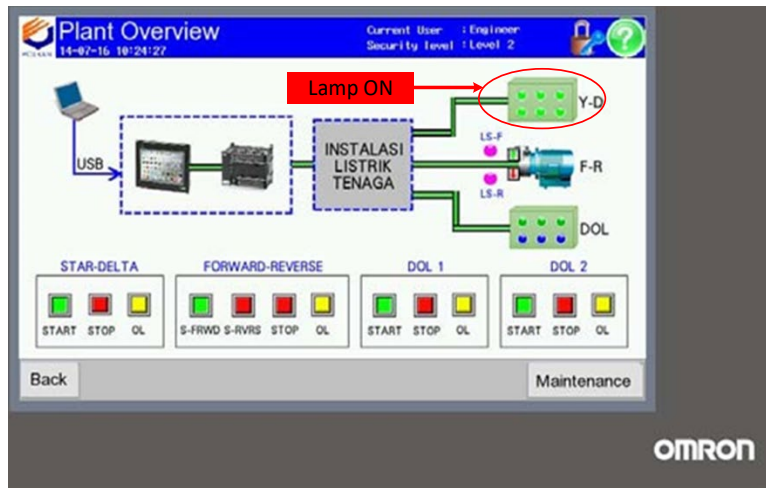 Plant Overview
14-07-16 10:24:27
Current User : Engineer
Security level : Level 2
Lamp ON
Y-D
USB
INSTALASI
LISTRIK
TENAGA
LS-F
F-R
LS-R
DOL
STAR-DELTA
FORWARD-REVERSE
DOL 1
DOL 2
START STOP OL
S-FRWD S-RVRS STOP OL
START STOP OL
START STOP OL
Back
Maintenance
OMRON